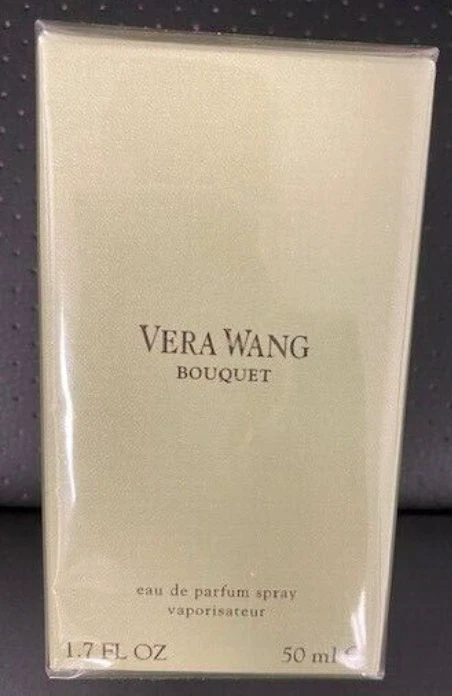 VERA WANG
BOUQUET
eau de parfum spray
vaporisateur
1.7 FL OZ 50 ml ℮